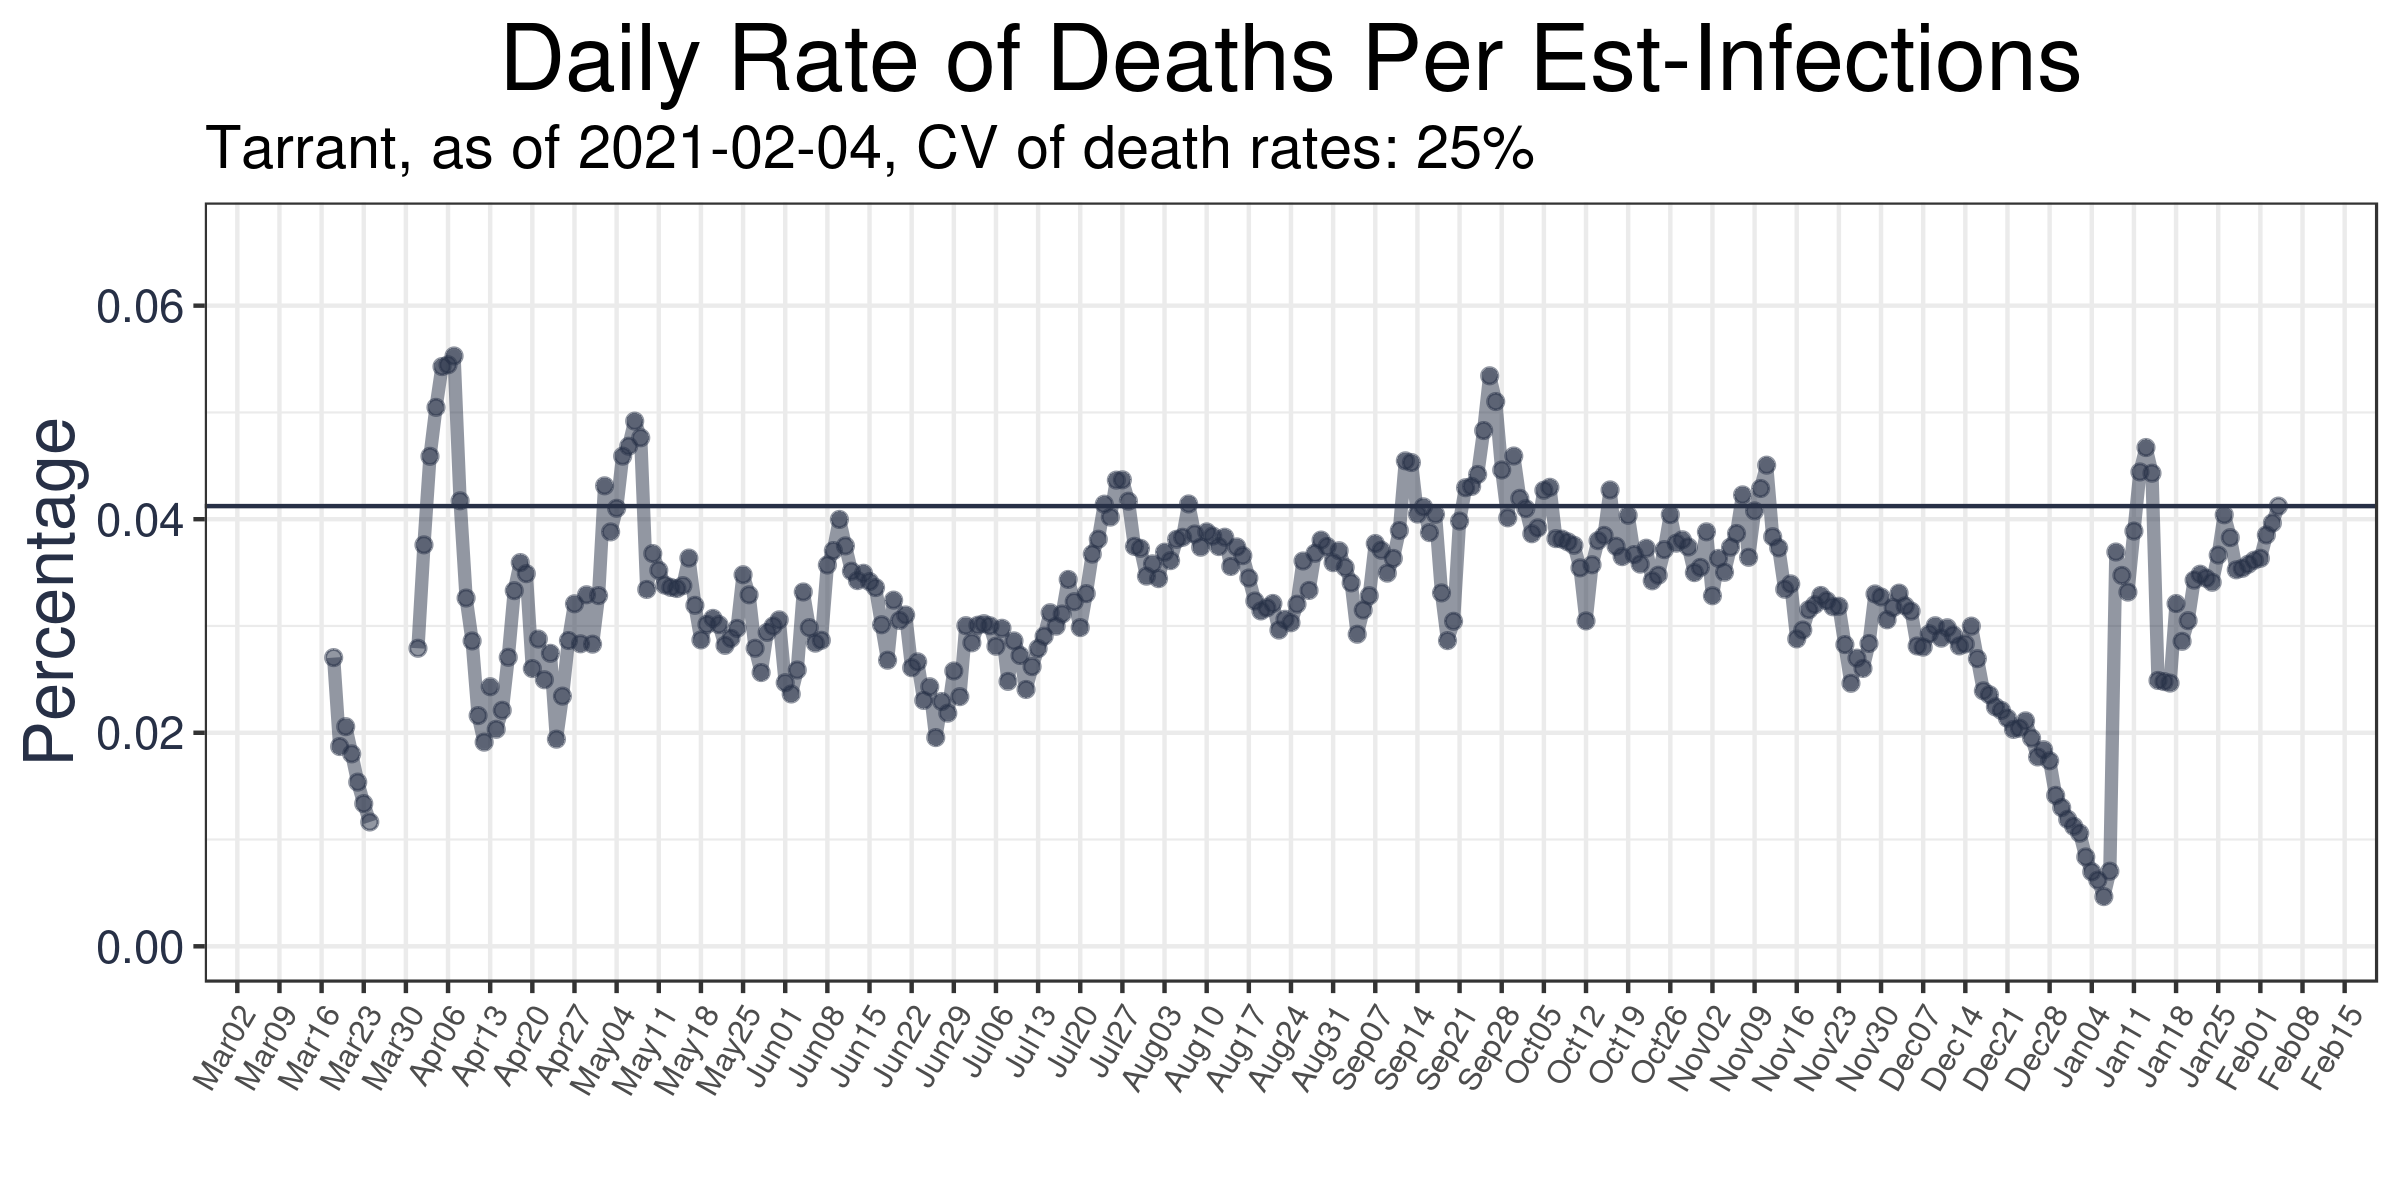 Daily Rate of Deaths Per Est-Infections
Tarrant, as of 2021-02-04, CV of death rates: 25%
Percentage
0.06
0.04
0.02
0.00
Mar02
Mar09
Mar16
Mar23
Mar30
Apr06
Apr13
Apr20
Apr27
May04
May11
May18
May25
Jun01
Jun08
Jun15
Jun22
Jun29
Jul06
Jul13
Jul20
Jul27
Aug03
Aug10
Aug17
Aug24
Aug31
Sep07
Sep14
Sep21
Sep28
Oct05
Oct12
Oct19
Oct26
Nov02
Nov09
Nov16
Nov23
Nov30
Dec07
Dec14
Dec21
Dec28
Jan04
Jan11
Jan18
Jan25
Feb01
Feb08
Feb15